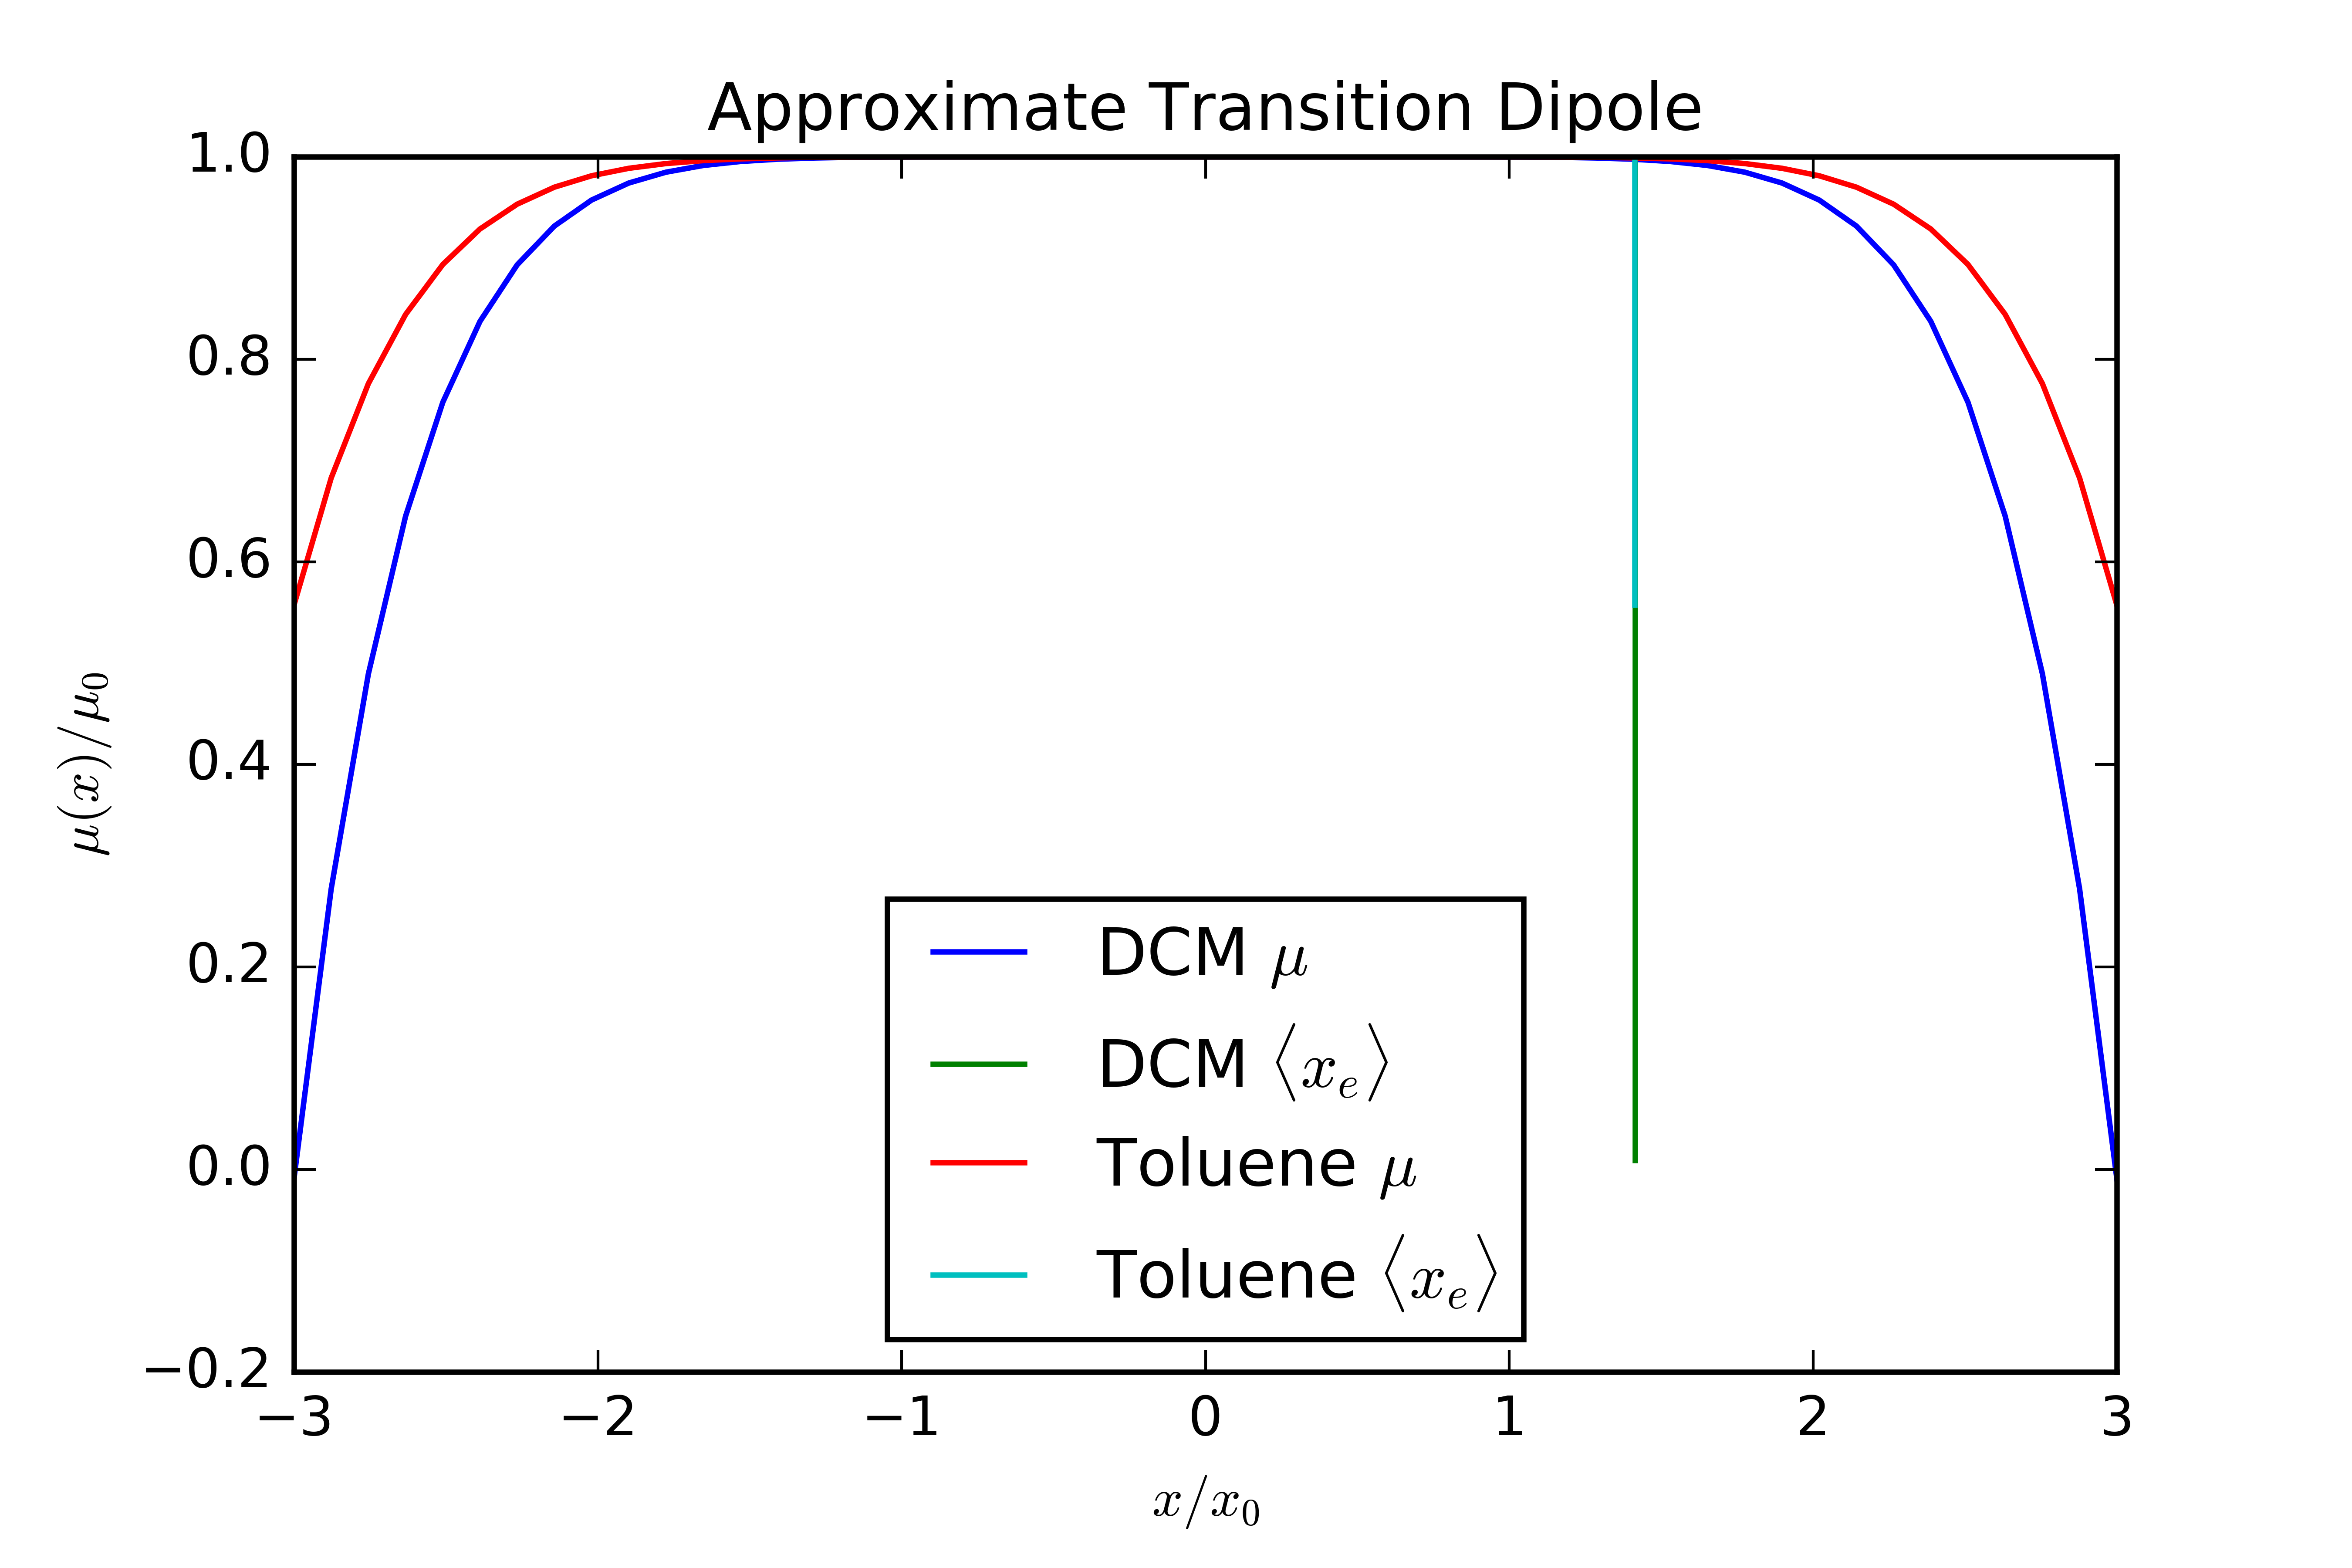 Approximate Transition Dipole
1.0
0.8
0.6
0.4
0.2
0.0
−0.2
μ(x)/μ₀
DCM μ
DCM ⟨xₑ⟩
Toluene μ
Toluene ⟨xₑ⟩
−3 −2 −1 0 1 2 3
x/x₀